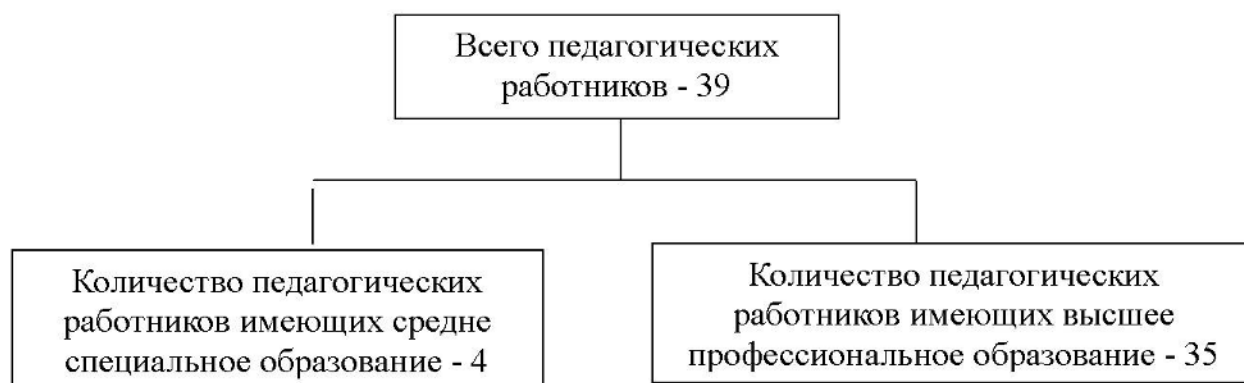 Всего педагогических
работников - 39
Количество педагогических
работников имеющих средне
специальное образование - 4
Количество педагогических
работников имеющих высшее
профессиональное образование - 35